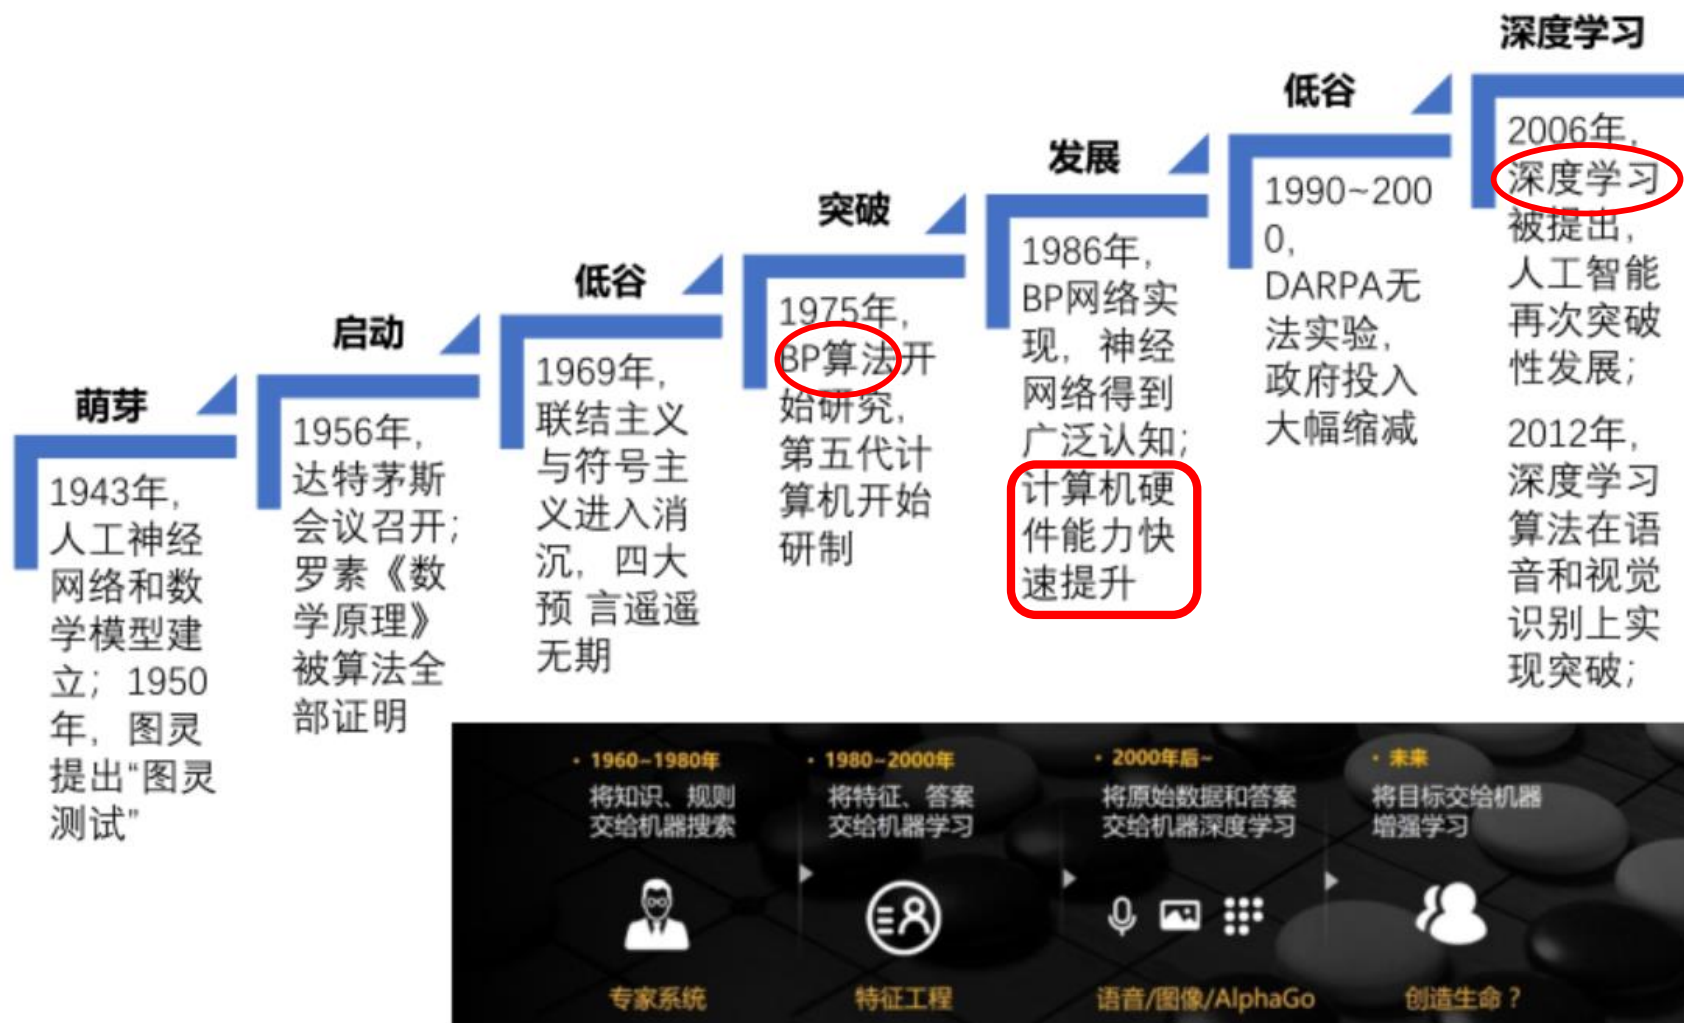 萌芽
1943年,
人工神经
网络和数
学模型建
立；1950
年，图灵
提出“图灵
测试”
启动
1956年,
达特茅斯
会议召开；
罗素《数
学原理》
被算法全
部证明
低谷
1969年,
联结主义
与符号主
义进入消
沉，四大
预 言遥遥
无期
突破
1975年,
BP算法开
始研究,
第五代计
算机开始
研制
发展
1986年,
BP网络实
现，神经
网络得到
广泛认知；
计算机硬
件能力快
速提升
低谷
1990~200
0,
DARPA无
法实验,
政府投入
大幅缩减
深度学习
2006年,
深度学习
被提出,
人工智能
再次突破
性发展；
2012年,
深度学习
算法在语
音和视觉
识别上实
现突破；
· 1960~1980年
将知识、规则
交给机器搜索
专家系统
· 1980~2000年
将特征、答案
交给机器学习
特征工程
· 2000年后~
将原始数据和答案
交给机器深度学习
语音/图像/AlphaGo
· 未来
将目标交给机器
增强学习
创造生命？